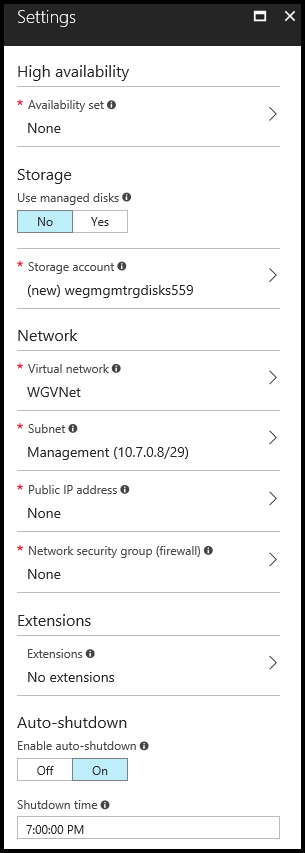 Settings
High availability
* Availability set
None
Storage
Use managed disks
No Yes
* Storage account
(new) wegmgmtrgdisks559
Network
* Virtual network
WGVNet
* Subnet
Management (10.7.0.8/29)
* Public IP address
None
* Network security group (firewall)
None
Extensions
Extensions
No extensions
Auto-shutdown
Enable auto-shutdown
Off On
Shutdown time
7:00:00 PM